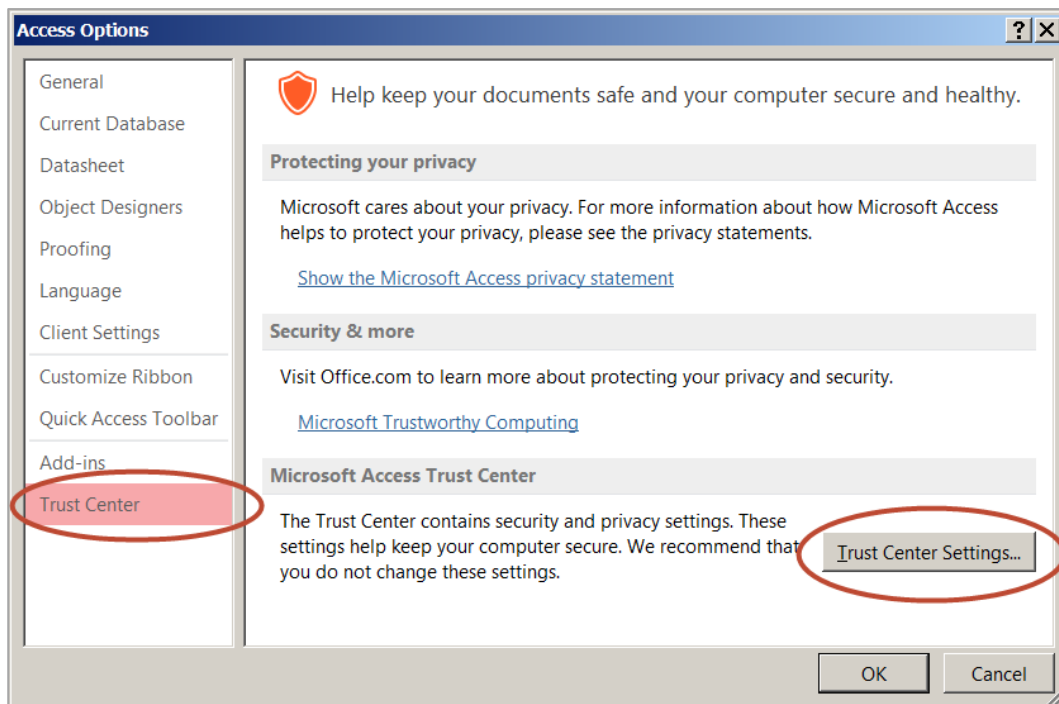 Access Options
General
Current Database
Datasheet
Object Designers
Proofing
Language
Client Settings
Customize Ribbon
Quick Access Toolbar
Add-ins
Trust Center
Help keep your documents safe and your computer secure and healthy.
Protecting your privacy
Microsoft cares about your privacy. For more information about how Microsoft Access
helps to protect your privacy, please see the privacy statements.
Show the Microsoft Access privacy statement
Security & more
Visit Office.com to learn more about protecting your privacy and security.
Microsoft Trustworthy Computing
Microsoft Access Trust Center
The Trust Center contains security and privacy settings. These
settings help keep your computer secure. We recommend that
you do not change these settings.
Trust Center Settings...
OK
Cancel